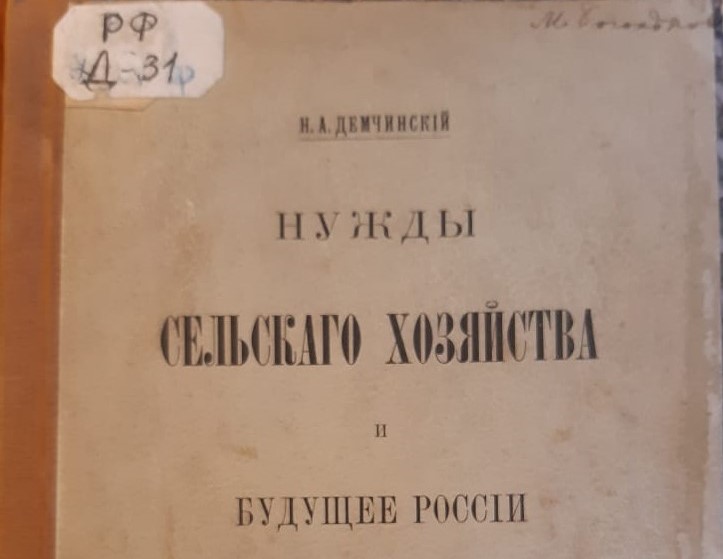 РФ
Д-31
Н. А. ДЕМЧИНСКІЙ
НУЖДЫ
СЕЛЬСКАГО ХОЗЯЙСТВА
И
БУДУЩЕЕ РОССІИ